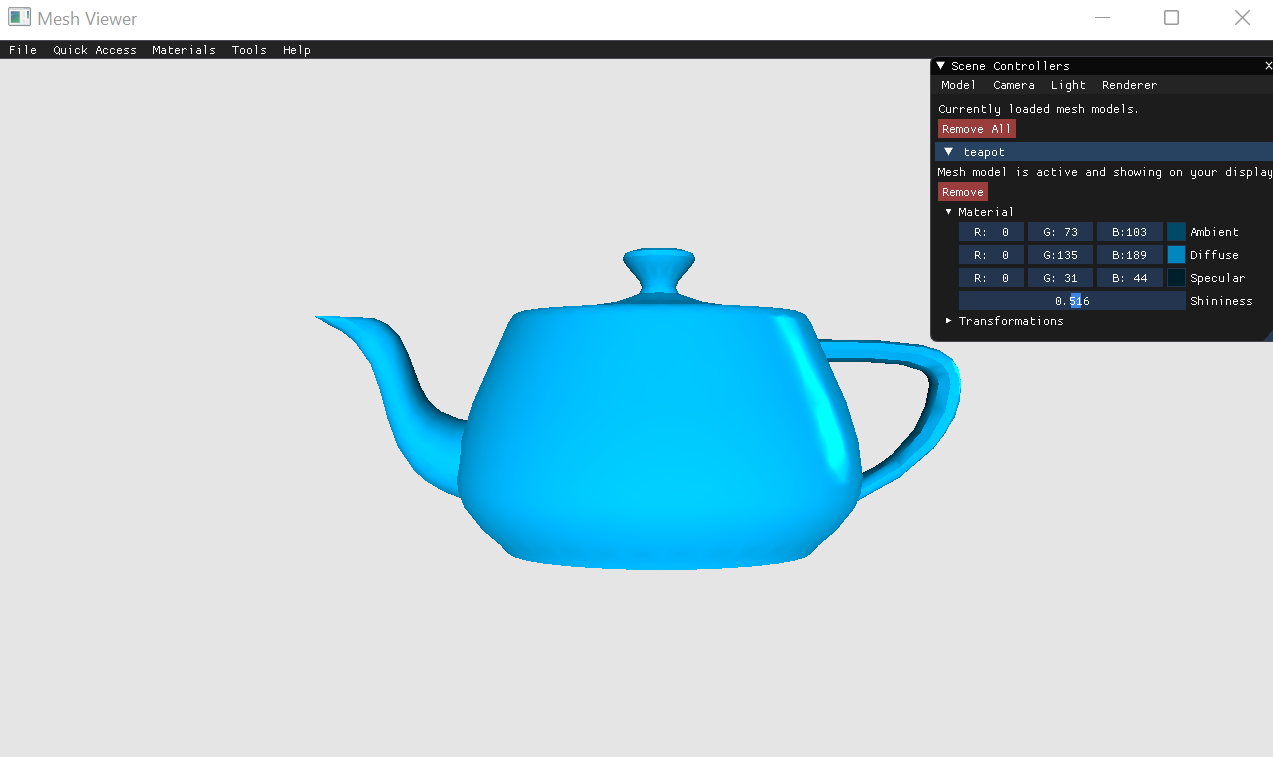 Mesh Viewer
File Quick Access Materials Tools Help
Scene Controllers X
Model Camera Light Renderer
Currently loaded mesh models.
Remove All
teapot
Mesh model is active and showing on your display
Remove
Material
R: 0 G: 73 B:103 Ambient
R: 0 G:135 B:189 Diffuse
R: 0 G: 31 B: 44 Specular
0.516 Shininess
Transformations